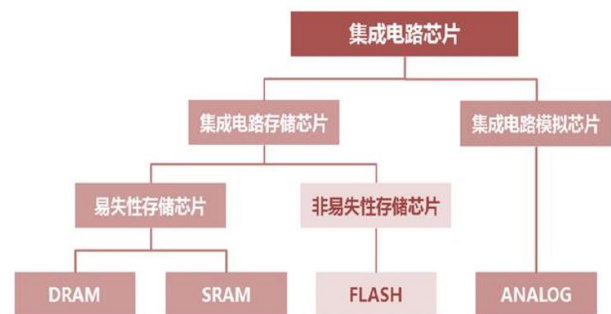 集成电路芯片
集成电路存储芯片
集成电路模拟芯片
易失性存储芯片
非易失性存储芯片
DRAM
SRAM
FLASH
ANALOG